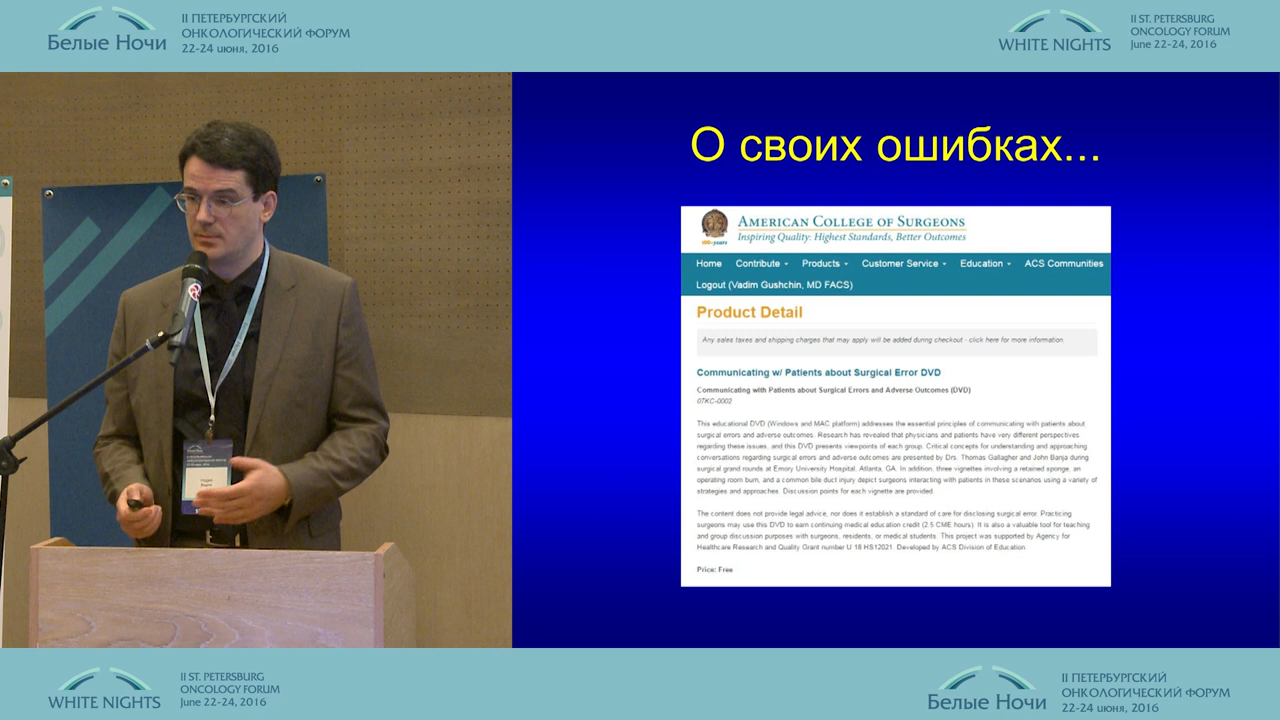 Белые Ночи
II ПЕТЕРБУРГСКИЙ
ОНКОЛОГИЧЕСКИЙ ФОРУМ
22-24 июня, 2016
WHITE NIGHTS
II ST. PETERSBURG
ONCOLOGY FORUM
June 22-24, 2016
О своих ошибках...
AMERICAN COLLEGE OF SURGEONS
Inspiring Quality: Highest Standards, Better Outcomes
100+years
Home Contribute Products Customer Service Education ACS Communities
Logout (Vadim Gushchin, MD FACS)
Product Detail
Any sales taxes and shipping charges that may apply will be added during checkout - click here for more information.
Communicating w/ Patients about Surgical Error DVD
Communicating with Patients about Surgical Errors and Adverse Outcomes (DVD)
07KC-0002
This educational DVD (Windows and MAC platform) addresses the essential principles of communicating with patients about
surgical errors and adverse outcomes. Research has revealed that physicians and patients have very different perspectives
regarding these issues, and this DVD presents viewpoints of each group. Critical concepts for understanding and approaching
conversations regarding surgical errors and adverse outcomes are presented by Drs. Thomas Gallagher and John Banja during
surgical grand rounds at Emory University Hospital, Atlanta, GA. In addition, three vignettes involving a retained sponge, an
operating room burn, and a common bile duct injury depict surgeons interacting with patients in these scenarios using a variety of
strategies and approaches. Discussion points for each vignette are provided.
The content does not provide legal advice, nor does it establish a standard of care for disclosing surgical error. Practicing
surgeons may use this DVD to earn continuing medical education credit (2.5 CME hours). It is also a valuable tool for teaching
and group discussion purposes with surgeons, residents, or medical students. This project was supported by Agency for
Healthcare Research and Quality Grant number U 18 HS12021. Developed by ACS Division of Education
Price: Free
WHITE NIGHTS
II ST. PETERSBURG
ONCOLOGY FORUM
June 22-24, 2016
Белые Ночи
II ПЕТЕРБУРГСКИЙ
ОНКОЛОГИЧЕСКИЙ ФОРУМ
22-24 июня, 2016